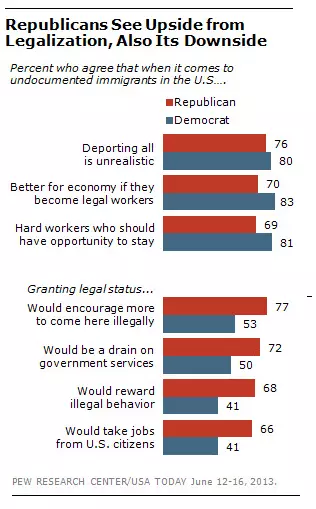 Republicans See Upside from
Legalization, Also Its Downside
Percent who agree that when it comes to
undocumented immigrants in the U.S....
Republican
Democrat
Deporting all
is unrealistic
76
80
Better for economy if they
become legal workers
70
83
Hard workers who should
have opportunity to stay
69
81
Granting legal status...
Would encourage more
to come here illegally
77
53
Would be a drain on
government services
72
50
Would reward
illegal behavior
68
41
Would take jobs
from U.S. citizens
66
41
PEW RESEARCH CENTER/USA TODAY June 12-16, 2013.